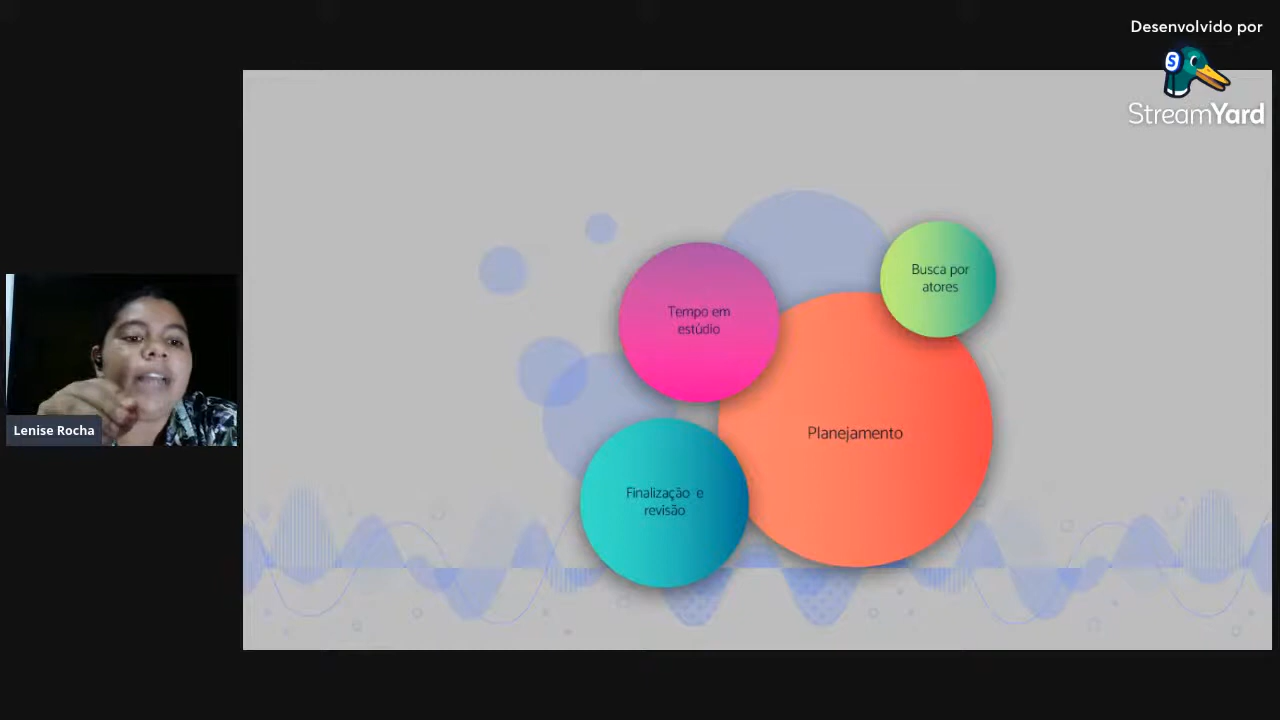 Desenvolvido por
S
StreamYard
Busca por
atores
Tempo em
estúdio
Planejamento
Lenise Rocha
Finalização e
revisão